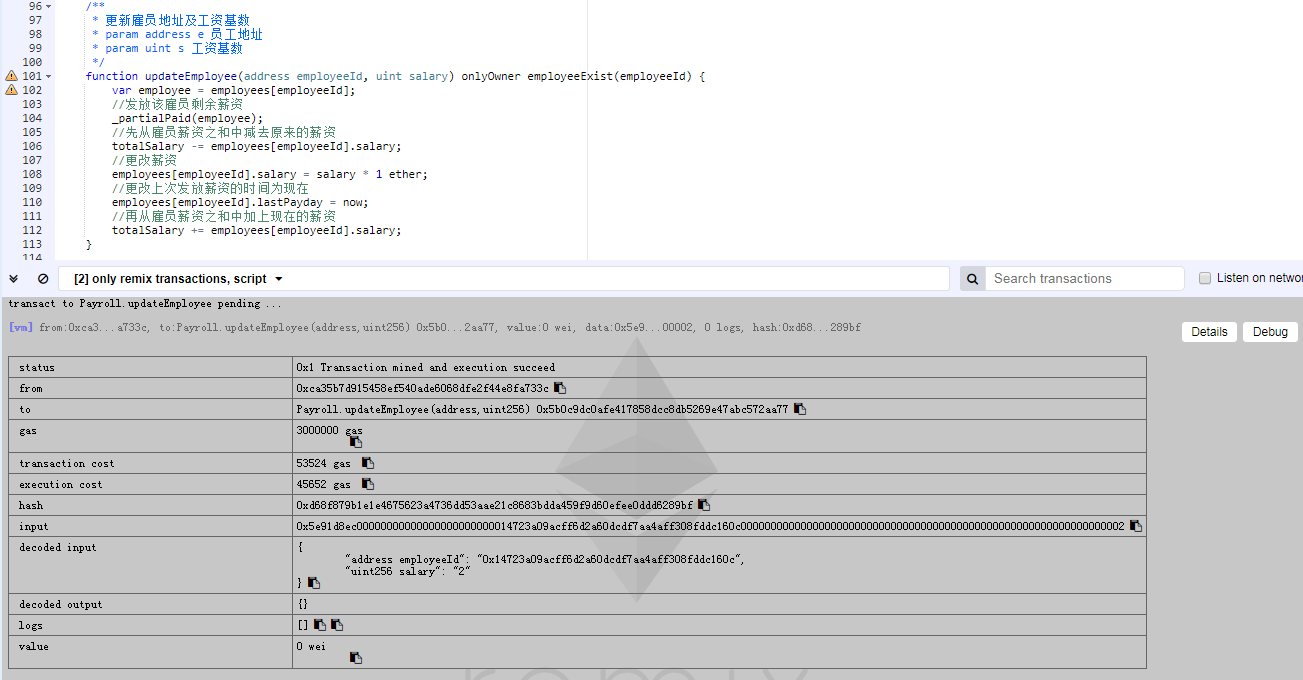 96 /**
97 * 更新雇员地址及工资基数
98 * param address e 员工地址
99 * param uint s 工资基数
100 */
101 function updateEmployee(address employeeId, uint salary) onlyOwner employeeExist(employeeId) {
102 var employee = employees[employeeId];
103 //发放该雇员剩余薪资
104 _partialPaid(employee);
105 //先从雇员薪资之和中减去原来的薪资
106 totalSalary -= employees[employeeId].salary;
107 //更改薪资
108 employees[employeeId].salary = salary * 1 ether;
109 //更改上次发放薪资的时间为现在
110 employees[employeeId].lastPayday = now;
111 //再从雇员薪资之和中加上现在的薪资
112 totalSalary += employees[employeeId].salary;
113 }
114
[2] only remix transactions, script Search transactions Listen on networ
transact to Payroll.updateEmployee pending ...
[vm] from:0xca3...a733c, to:Payroll.updateEmployee(address,uint256) 0x5b0...2aa77, value:0 wei, data:0x5e9...00002, 0 logs, hash:0xd68...289bf Details Debug
status 0x1 Transaction mined and execution succeed
from 0xca35b7d915458ef540ade6068dfe2f44e8fa733c
to Payroll.updateEmployee(address,uint256) 0x5b0c9dc0afe417858dcc8db5269e47abc572aa77
gas 3000000 gas
transaction cost 53524 gas
execution cost 45652 gas
hash 0xd68f879b1e1e4675623a4736dd53aae21c8683bdda459f9d60efee0ddd6289bf
input 0x5e91d8ec00000000000000000000000014723a09acff6d2a60dcdf7aa4aff308fddc160c0000000000000000000000000000000000000000000000000000000000000002
decoded input {
"address employeeId": "0x14723a09acff6d2a60dcdf7aa4aff308fddc160c",
"uint256 salary": "2"
}
decoded output {}
logs []
value 0 wei
remix